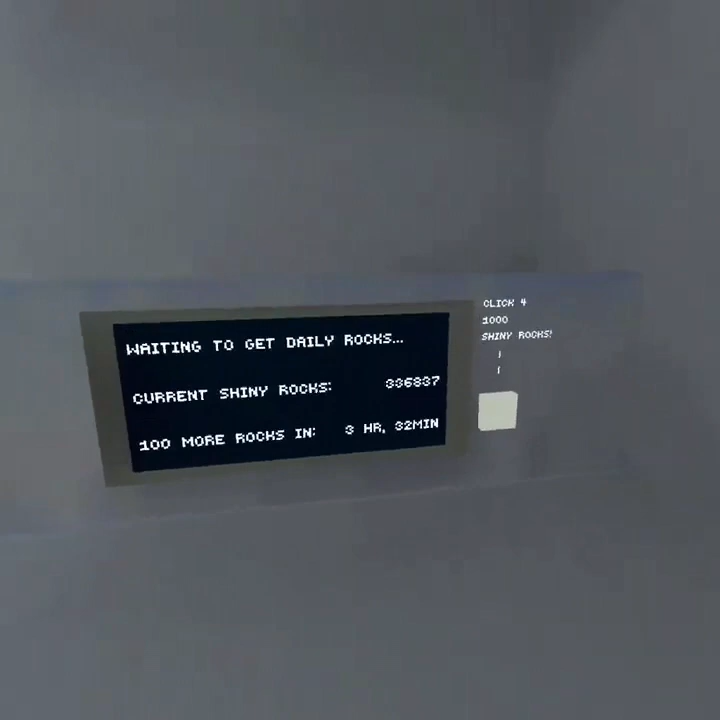 WAITING TO GET DAILY ROCKS...
CURRENT SHINY ROCKS: 336837
100 MORE ROCKS IN: 3 HR, 32MIN
CLICK 4
1000
SHINY ROCKS!